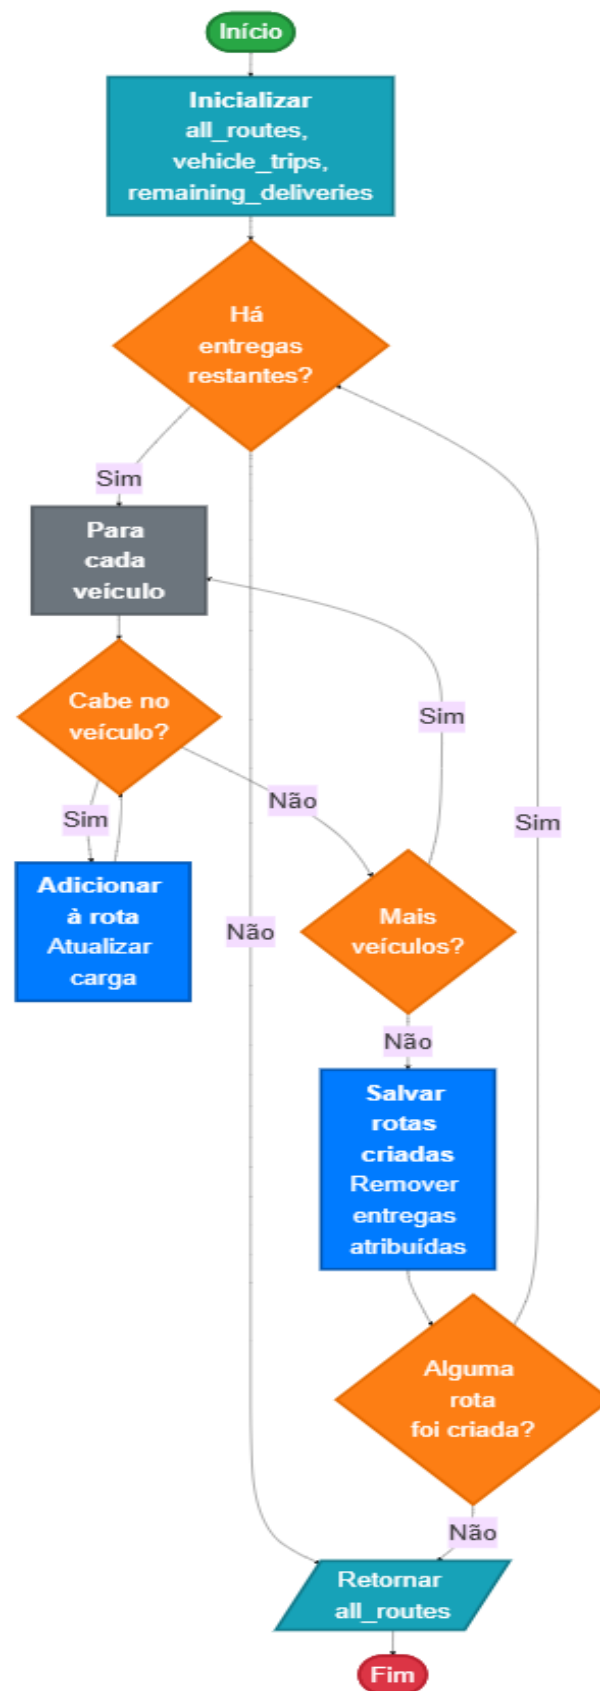 Início
Inicializar
all_routes,
vehicle_trips,
remaining_deliveries
Há
entregas
restantes?
Sim
Para
cada
veículo
Cabe no
veículo?
Sim
Não
Sim
Sim
Adicionar
à rota
Atualizar
carga
Não
Mais
veículos?
Não
Salvar
rotas
criadas
Remover
entregas
atribuídas
Alguma
rota
foi criada?
Não
Retornar
all_routes
Fim